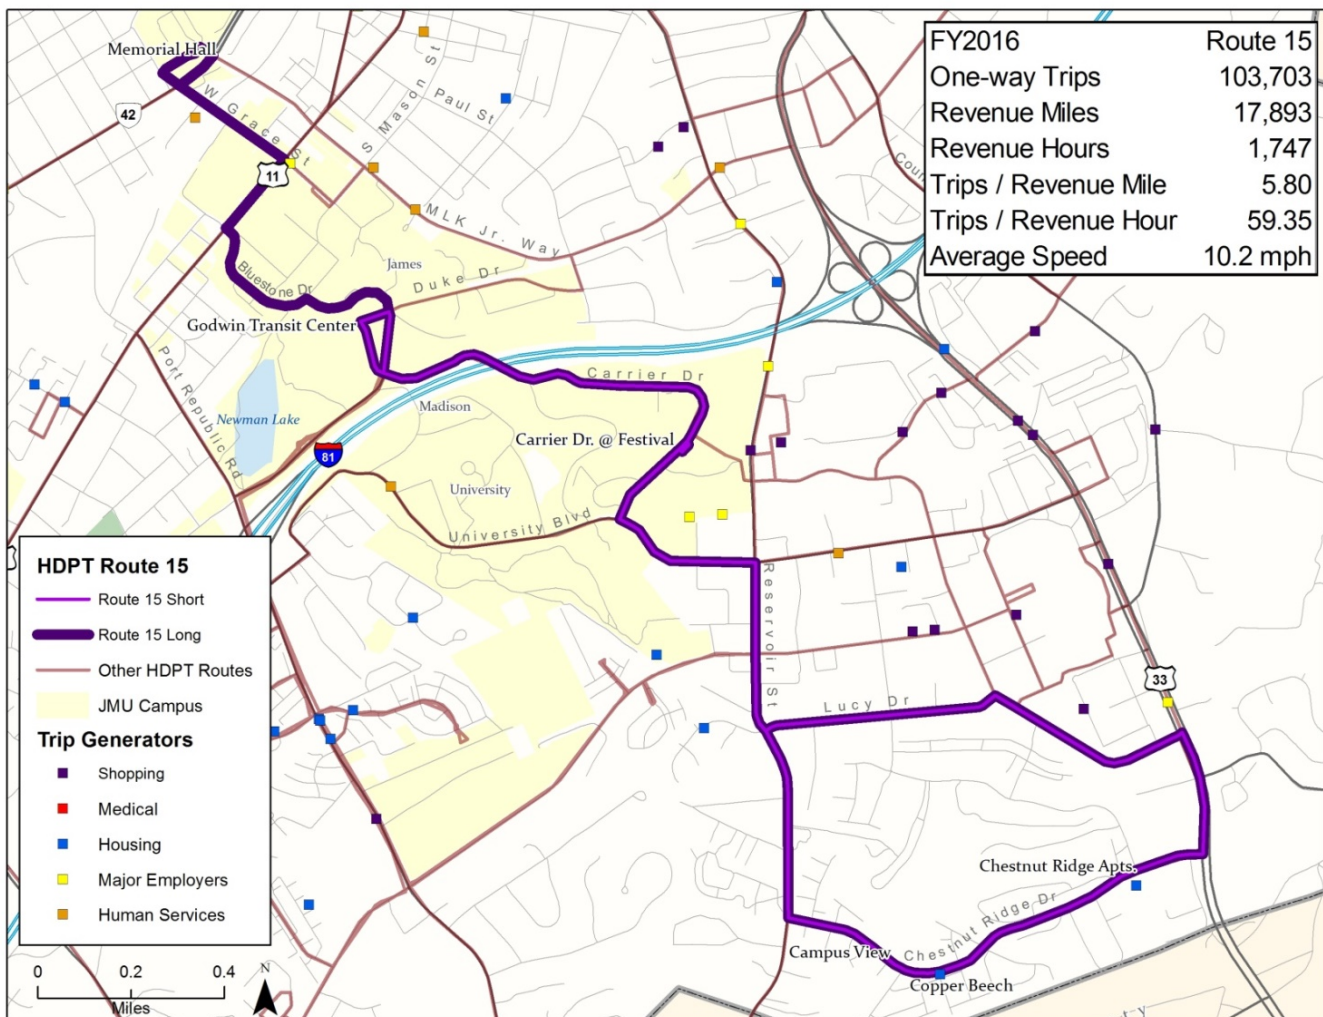 FY2016 Route 15
One-way Trips 103,703
Revenue Miles 17,893
Revenue Hours 1,747
Trips / Revenue Mile 5.80
Trips / Revenue Hour 59.35
Average Speed 10.2 mph
Memorial Hall
42
W Grace St
11
S Mason St
Paul St
MLK Jr. Way
James
Duke Dr
Bluestone Dr
Godwin Transit Center
Port Republic Rd
Newman Lake
81
Carrier Dr
Madison
Carrier Dr. @ Festival
University
University Blvd
Reservoir St
Lucy Dr
33
Chestnut Ridge Apts.
Chestnut Ridge Dr
Campus View
Copper Beech
HDPT Route 15
Route 15 Short
Route 15 Long
Other HDPT Routes
JMU Campus
Trip Generators
Shopping
Medical
Housing
Major Employers
Human Services
0 0.2 0.4
Miles
N